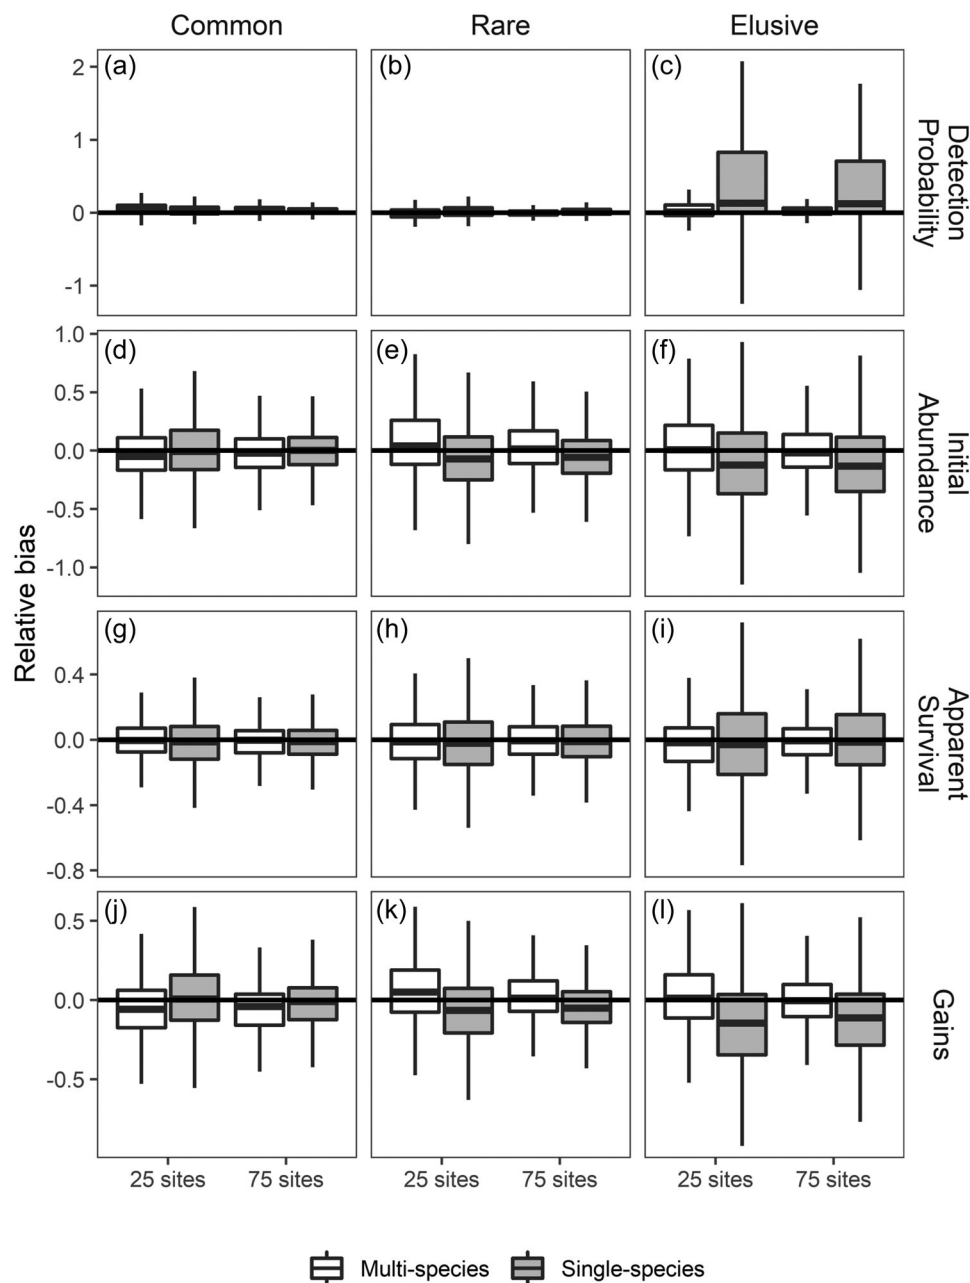 Common Rare Elusive
(a) (b) (c)
2
1
0
-1
Detection
Probability
(d) (e) (f)
1.0
0.5
0.0
-0.5
-1.0
Initial
Abundance
Relative bias
(g) (h) (i)
0.4
0.0
-0.4
-0.8
Apparent
Survival
(j) (k) (l)
0.5
0.0
-0.5
Gains
25 sites 75 sites 25 sites 75 sites 25 sites 75 sites
Multi-species Single-species